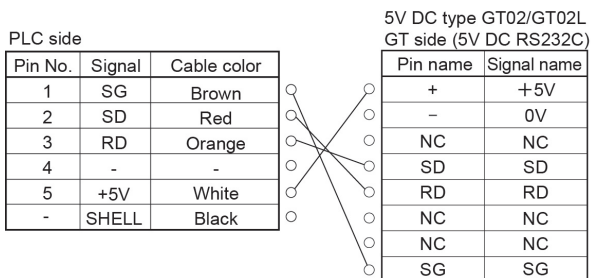 5V DC type GT02/GT02L
PLC side
GT side (5V DC RS232C)
Pin No. Signal Cable color
1 SG Brown
2 SD Red
3 RD Orange
4 - -
5 +5V White
- SHELL Black
Pin name Signal name
+ +5V
- 0V
NC NC
SD SD
RD RD
NC NC
NC NC
SG SG